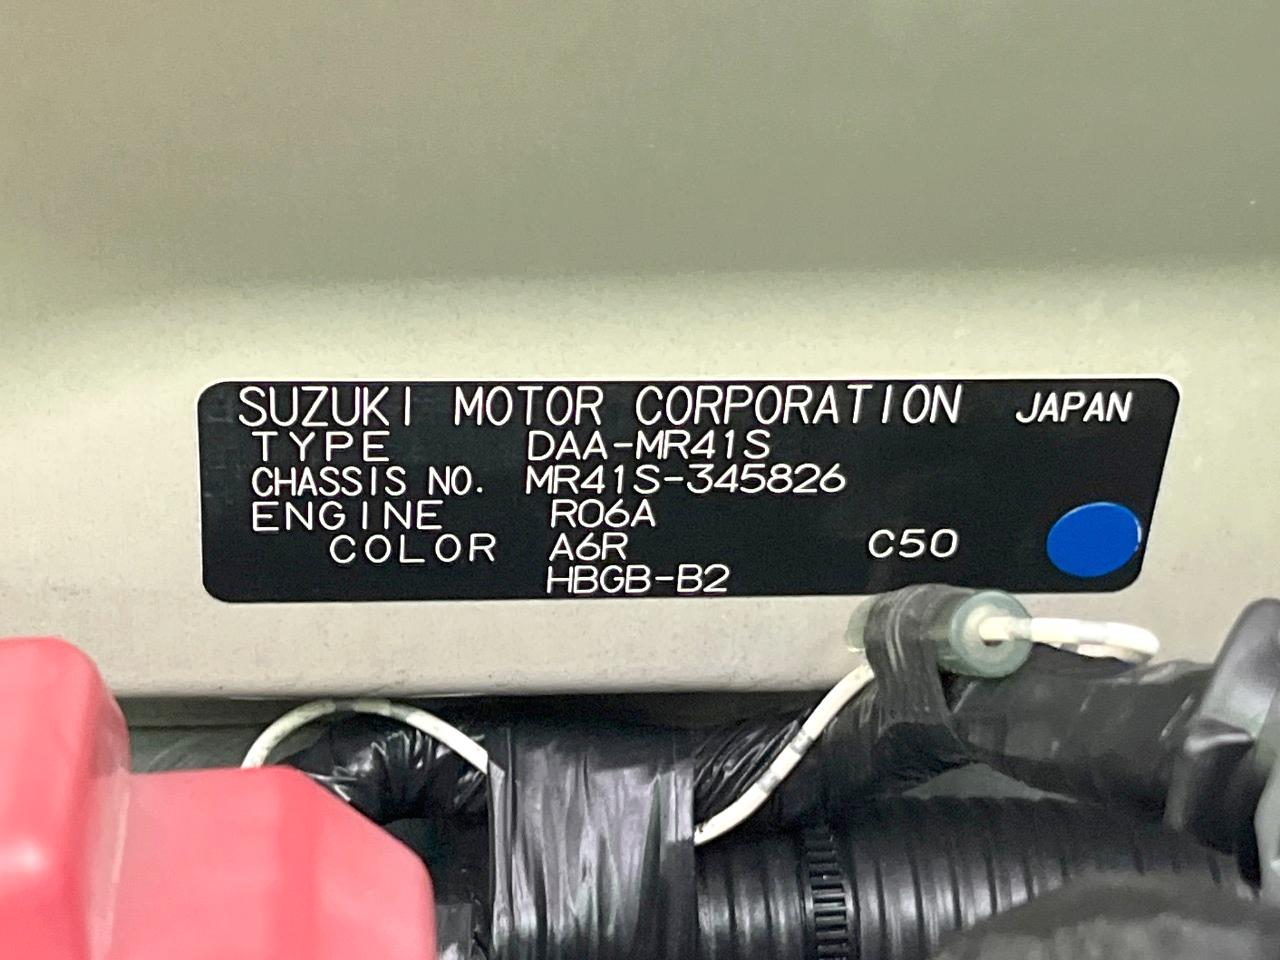 SUZUKI MOTOR CORPORATION JAPAN
TYPE DAA-MR41S
CHASSIS NO. MR41S-345826
ENGINE R06A
COLOR A6R C50
HBGB-B2